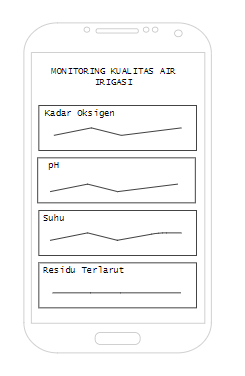 MONITORING KUALITAS AIR
IRIGASI
Kadar Oksigen
pH
Suhu
Residu Terlarut